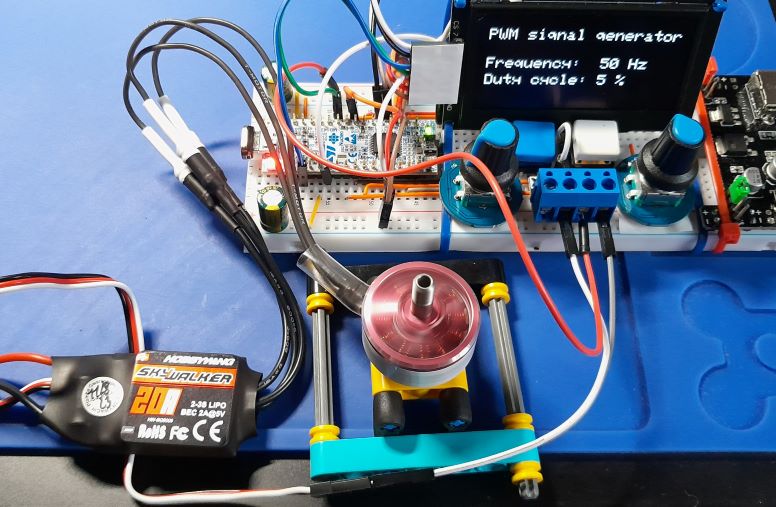 PWM signal generator
Frequency: 50 Hz
Duty cycle: 5 %
HOBBYWING
SKYWALKER
20A
2-3S LIPO
BEC 2A@5V
RoHS FC CE